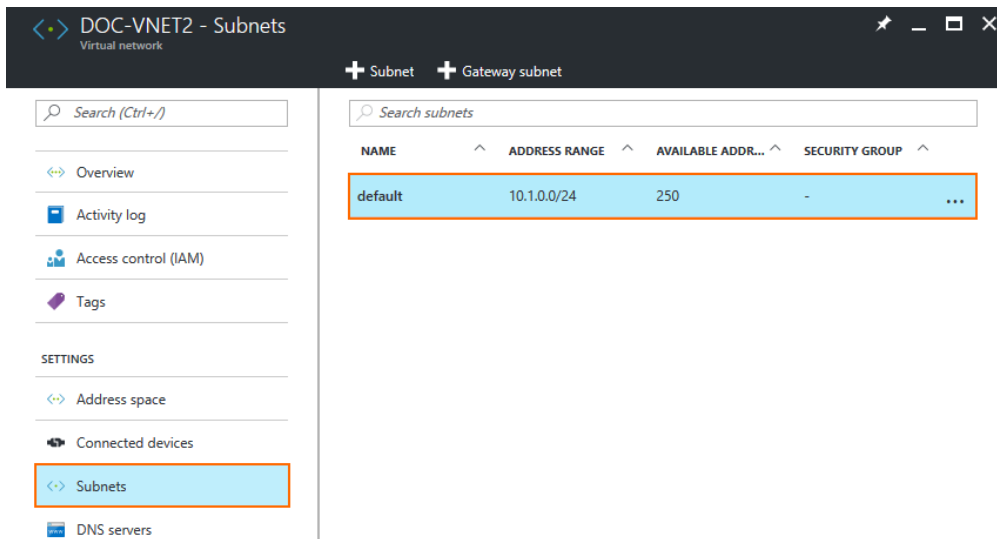 DOC-VNET2 - Subnets
Virtual network
Subnet Gateway subnet
Search (Ctrl+/)
Overview
Activity log
Access control (IAM)
Tags
SETTINGS
Address space
Connected devices
Subnets
DNS servers
Search subnets
NAME ADDRESS RANGE AVAILABLE ADDR... SECURITY GROUP
default 10.1.0.0/24 250 - ...